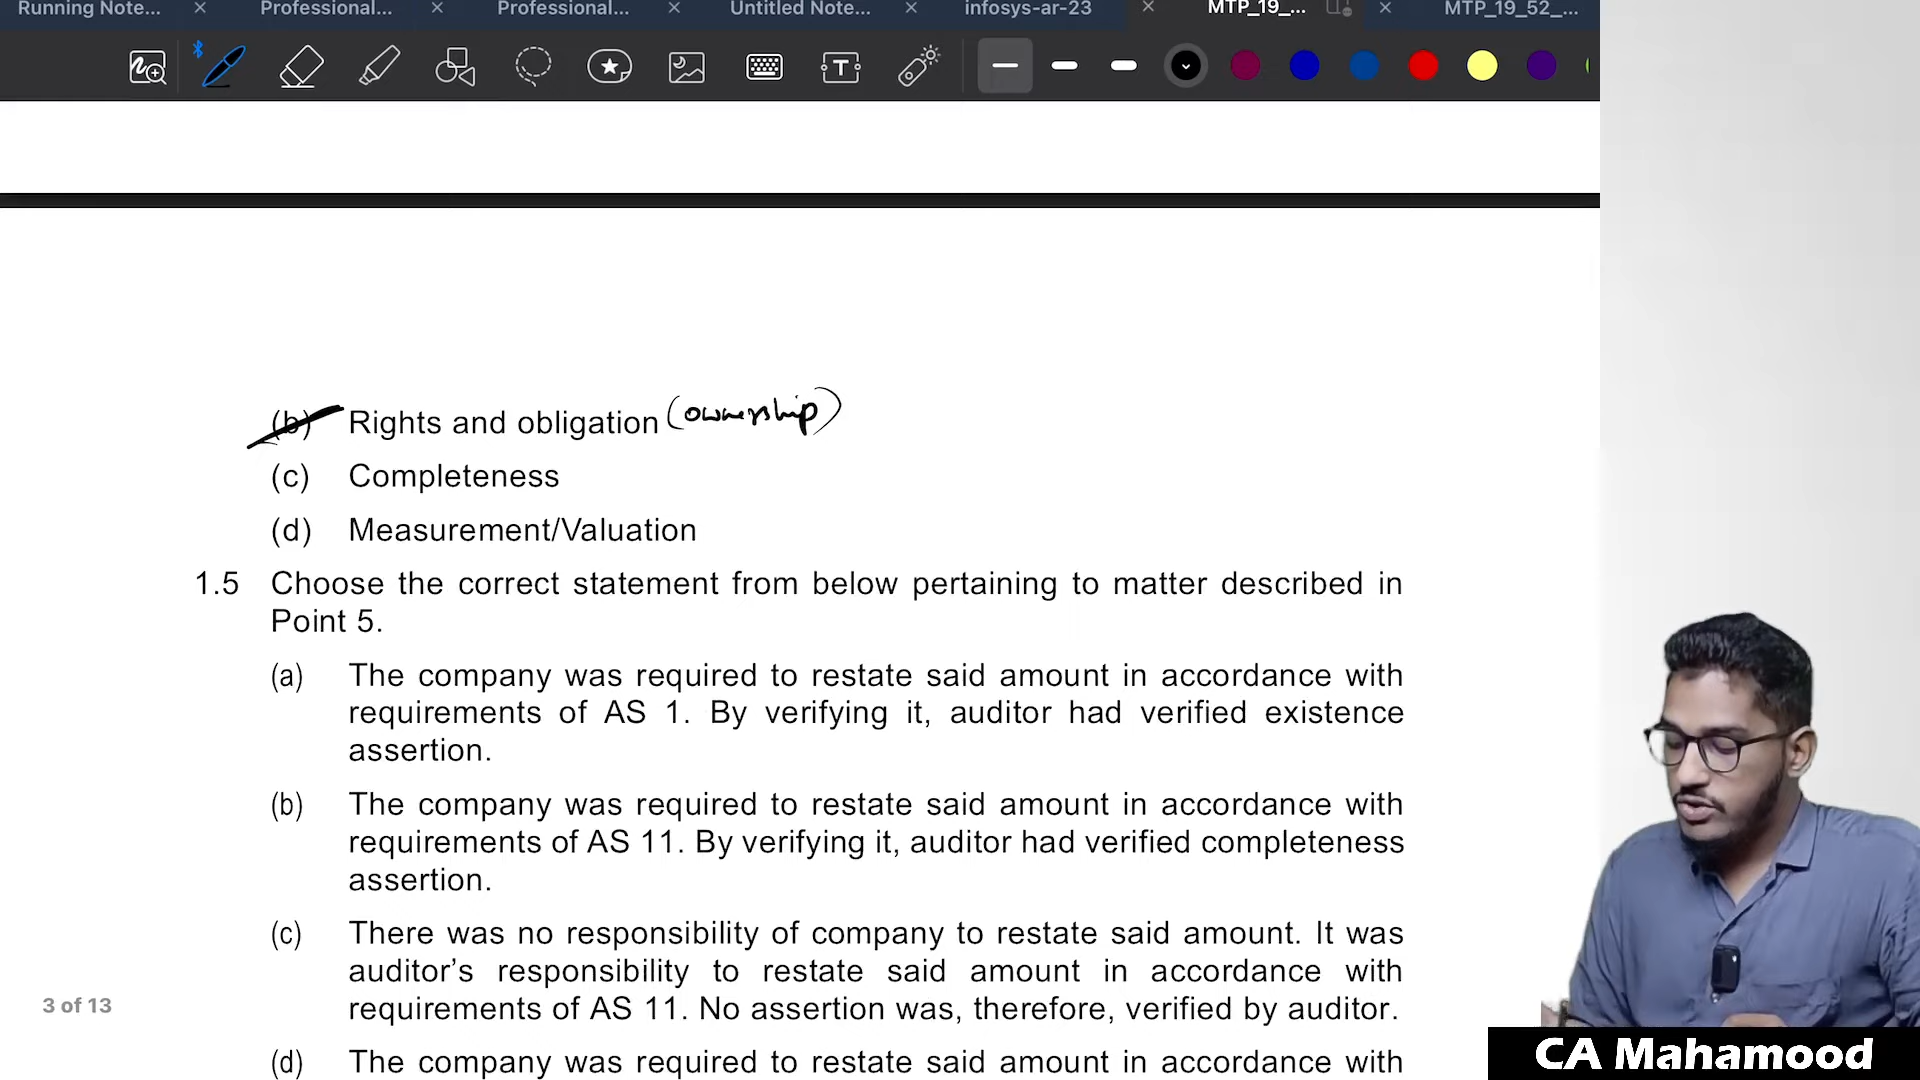 Running Note...
Professional...
Professional...
Untitled Note...
infosys-ar-23
MTP_19_...
MTP_19_52_...
(b) Rights and obligation (ownership)
(c) Completeness
(d) Measurement/Valuation
1.5 Choose the correct statement from below pertaining to matter described in
Point 5.
(a) The company was required to restate said amount in accordance with
requirements of AS 1. By verifying it, auditor had verified existence
assertion.
(b) The company was required to restate said amount in accordance with
requirements of AS 11. By verifying it, auditor had verified completeness
assertion.
(c) There was no responsibility of company to restate said amount. It was
auditor’s responsibility to restate said amount in accordance with
requirements of AS 11. No assertion was, therefore, verified by auditor.
3 of 13
(d) The company was required to restate said amount in accordance with
CA Mahamood